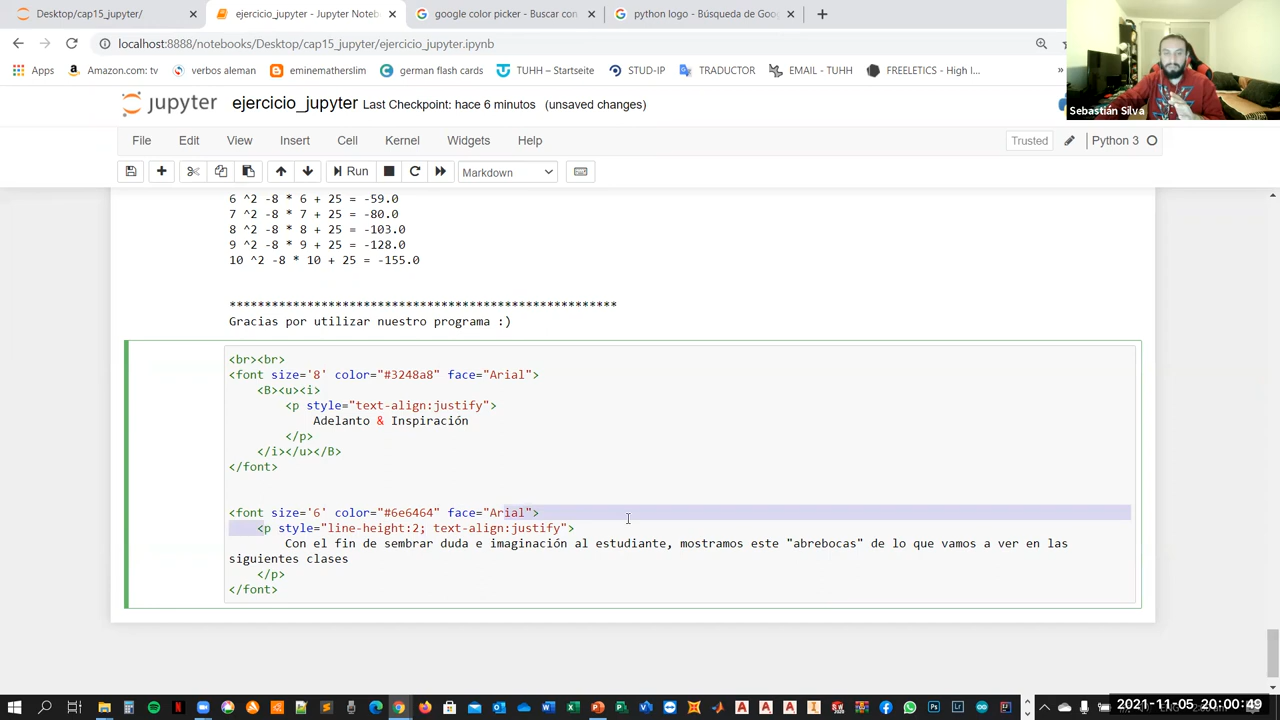 Desktop/cap15_jupyter/
ejercicio_jupyter - Jupyter Noteb
google color picker - Buscar con
python logo - Búsqueda de Goo
localhost:8888/notebooks/Desktop/cap15_jupyter/ejercicio_jupyter.ipynb
Apps
Amazon.com: tv
verbos aleman
eminematherslim
german flash cards
TUHH – Startseite
STUD-IP
TRADUCTOR
EMAIL - TUHH
FREELETICS - High I...
»
Sebastián Silva
jupyter
ejercicio_jupyter Last Checkpoint: hace 6 minutos (unsaved changes)
File Edit View Insert Cell Kernel Widgets Help
Trusted
Python 3
Run
Markdown
6 ^2 -8 * 6 + 25 = -59.0
7 ^2 -8 * 7 + 25 = -80.0
8 ^2 -8 * 8 + 25 = -103.0
9 ^2 -8 * 9 + 25 = -128.0
10 ^2 -8 * 10 + 25 = -155.0
*******************************************************
Gracias por utilizar nuestro programa :)
<br><br>
<font size='8' color="#3248a8" face="Arial">
<B><u><i>
<p style="text-align:justify">
Adelanto & Inspiración
</p>
</i></u></B>
</font>
<font size='6' color="#6e6464" face="Arial">
<p style="line-height:2; text-align:justify">
Con el fin de sembrar duda e imaginación al estudiante, mostramos este "abrebocas" de lo que vamos a ver en las
siguientes clases
</p>
</font>
2021-11-05 20:00:49